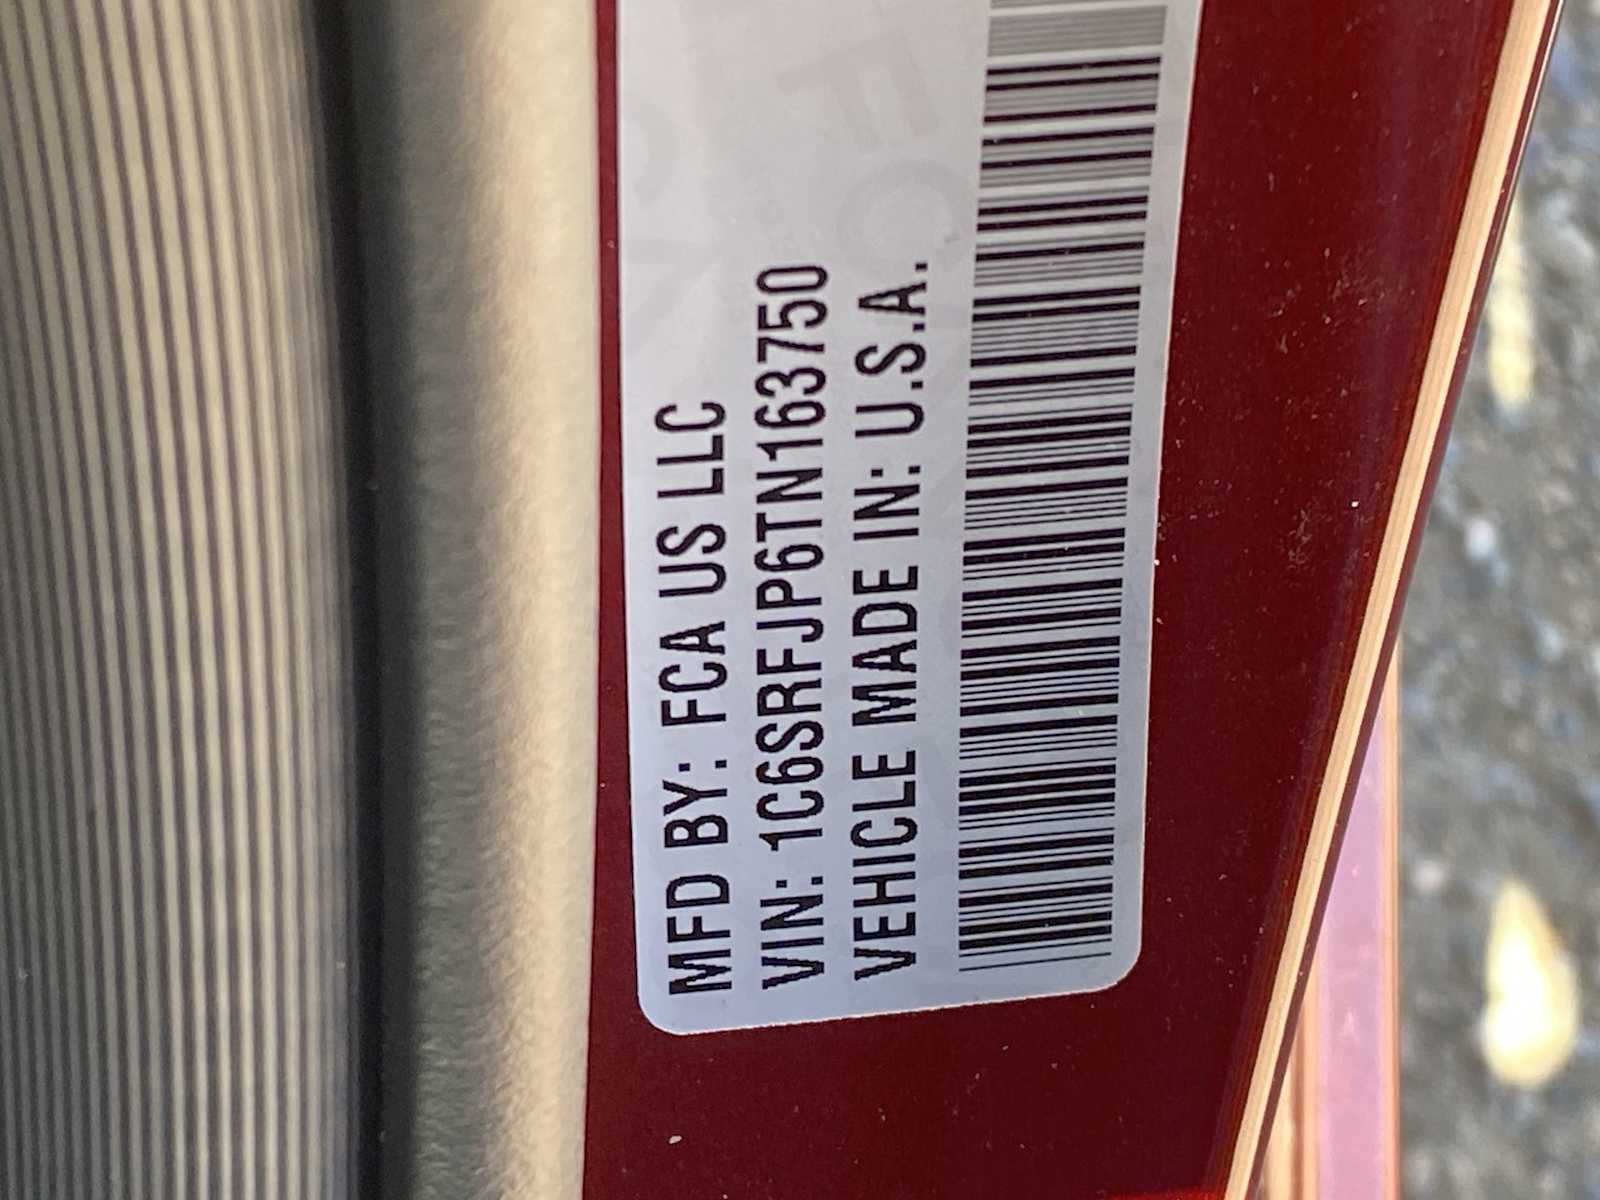 MFD BY: FCA US LLC
VIN: 1C6SRFJP6TN163750
VEHICLE MADE IN: U.S.A.